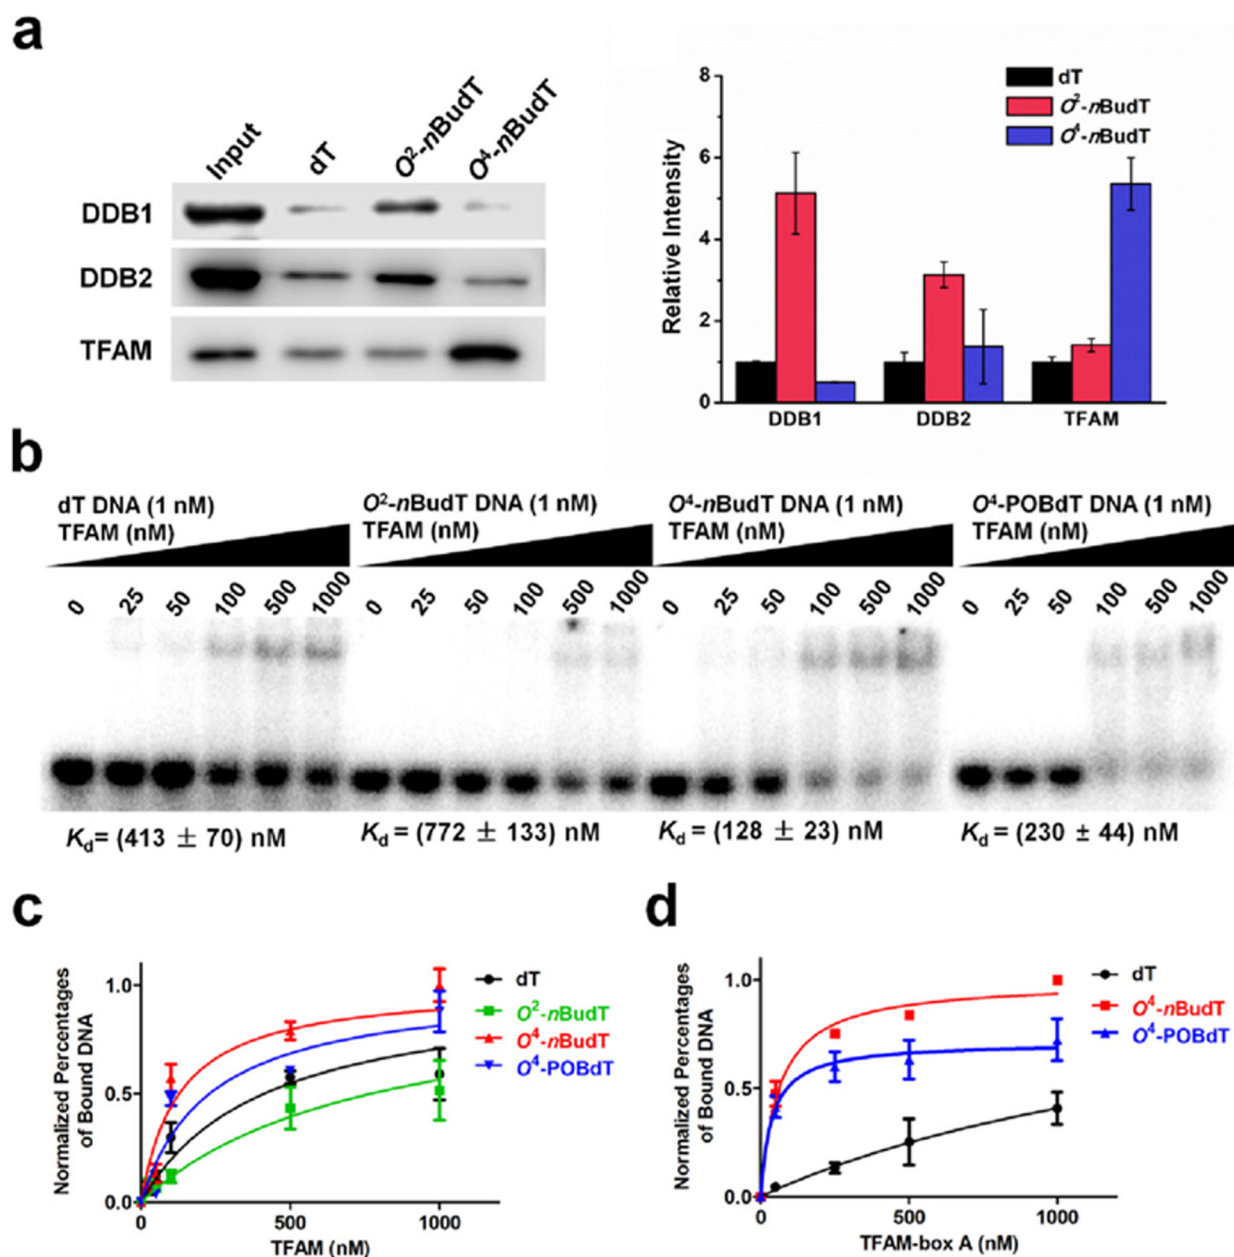 a
Input dT O²-nBudT O⁴-nBudT
DDB1
DDB2
TFAM
Relative Intensity
8
6
4
2
0
dT
O²-nBudT
O⁴-nBudT
DDB1 DDB2 TFAM
b
dT DNA (1 nM)
TFAM (nM)
0 25 50 100 500 1000
Kd = (413 ± 70) nM
O²-nBudT DNA (1 nM)
TFAM (nM)
0 25 50 100 500 1000
Kd = (772 ± 133) nM
O⁴-nBudT DNA (1 nM)
TFAM (nM)
0 25 50 100 500 1000
Kd = (128 ± 23) nM
O⁴-POBdT DNA (1 nM)
TFAM (nM)
0 25 50 100 500 1000
Kd = (230 ± 44) nM
c
Normalized Percentages
of Bound DNA
1.0
0.5
0.0
0 500 1000
TFAM (nM)
dT
O²-nBudT
O⁴-nBudT
O⁴-POBdT
d
Normalized Percentages
of Bound DNA
1.0
0.5
0.0
0 500 1000
TFAM-box A (nM)
dT
O⁴-nBudT
O⁴-POBdT